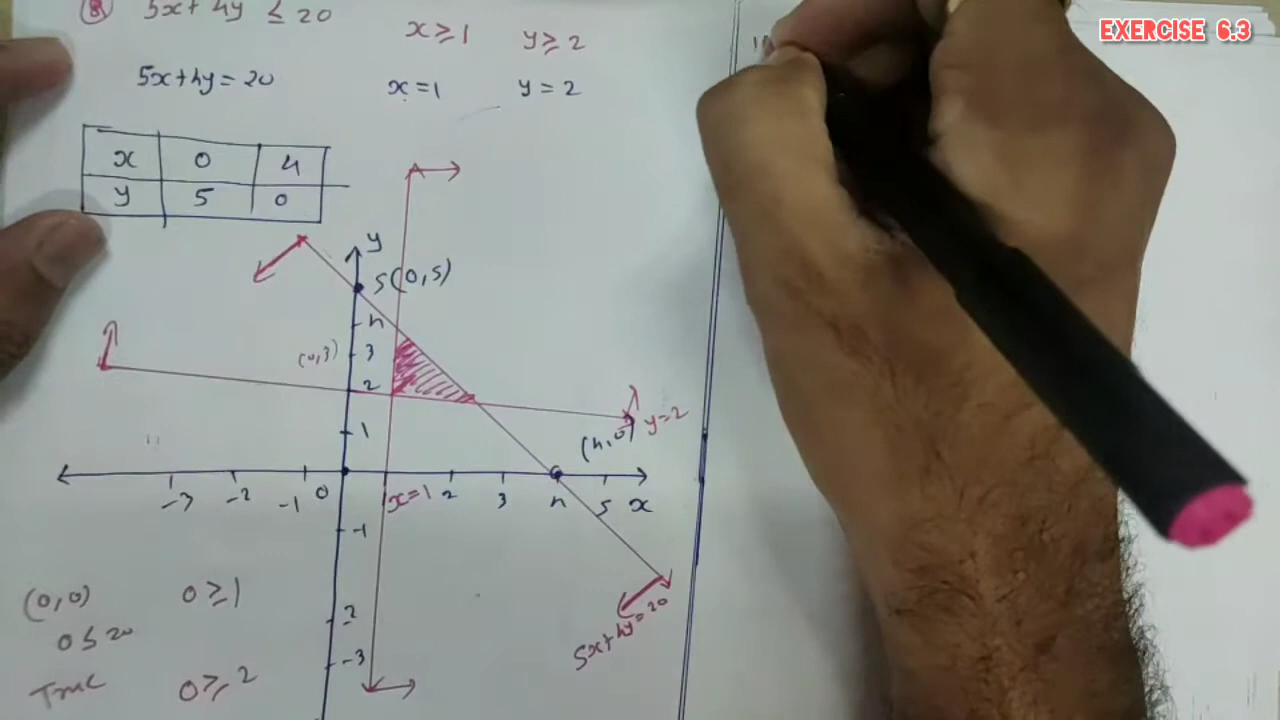 EXERCISE 6.3
8 5x+4y ≤ 20
x ≥ 1 y ≥ 2
5x+4y = 20 x = 1 y = 2
x 0 4
y 5 0
y
5 (0,5)
4
(0,3) 3
2
1
(4,0) y=2
-3 -2 -1 0 x=1 2 3 4 5 x
-1
-2
-3
5x+4y=20
(0,0) 0 ≥ 1
0 ≤ 20
True 0 ≥ 2